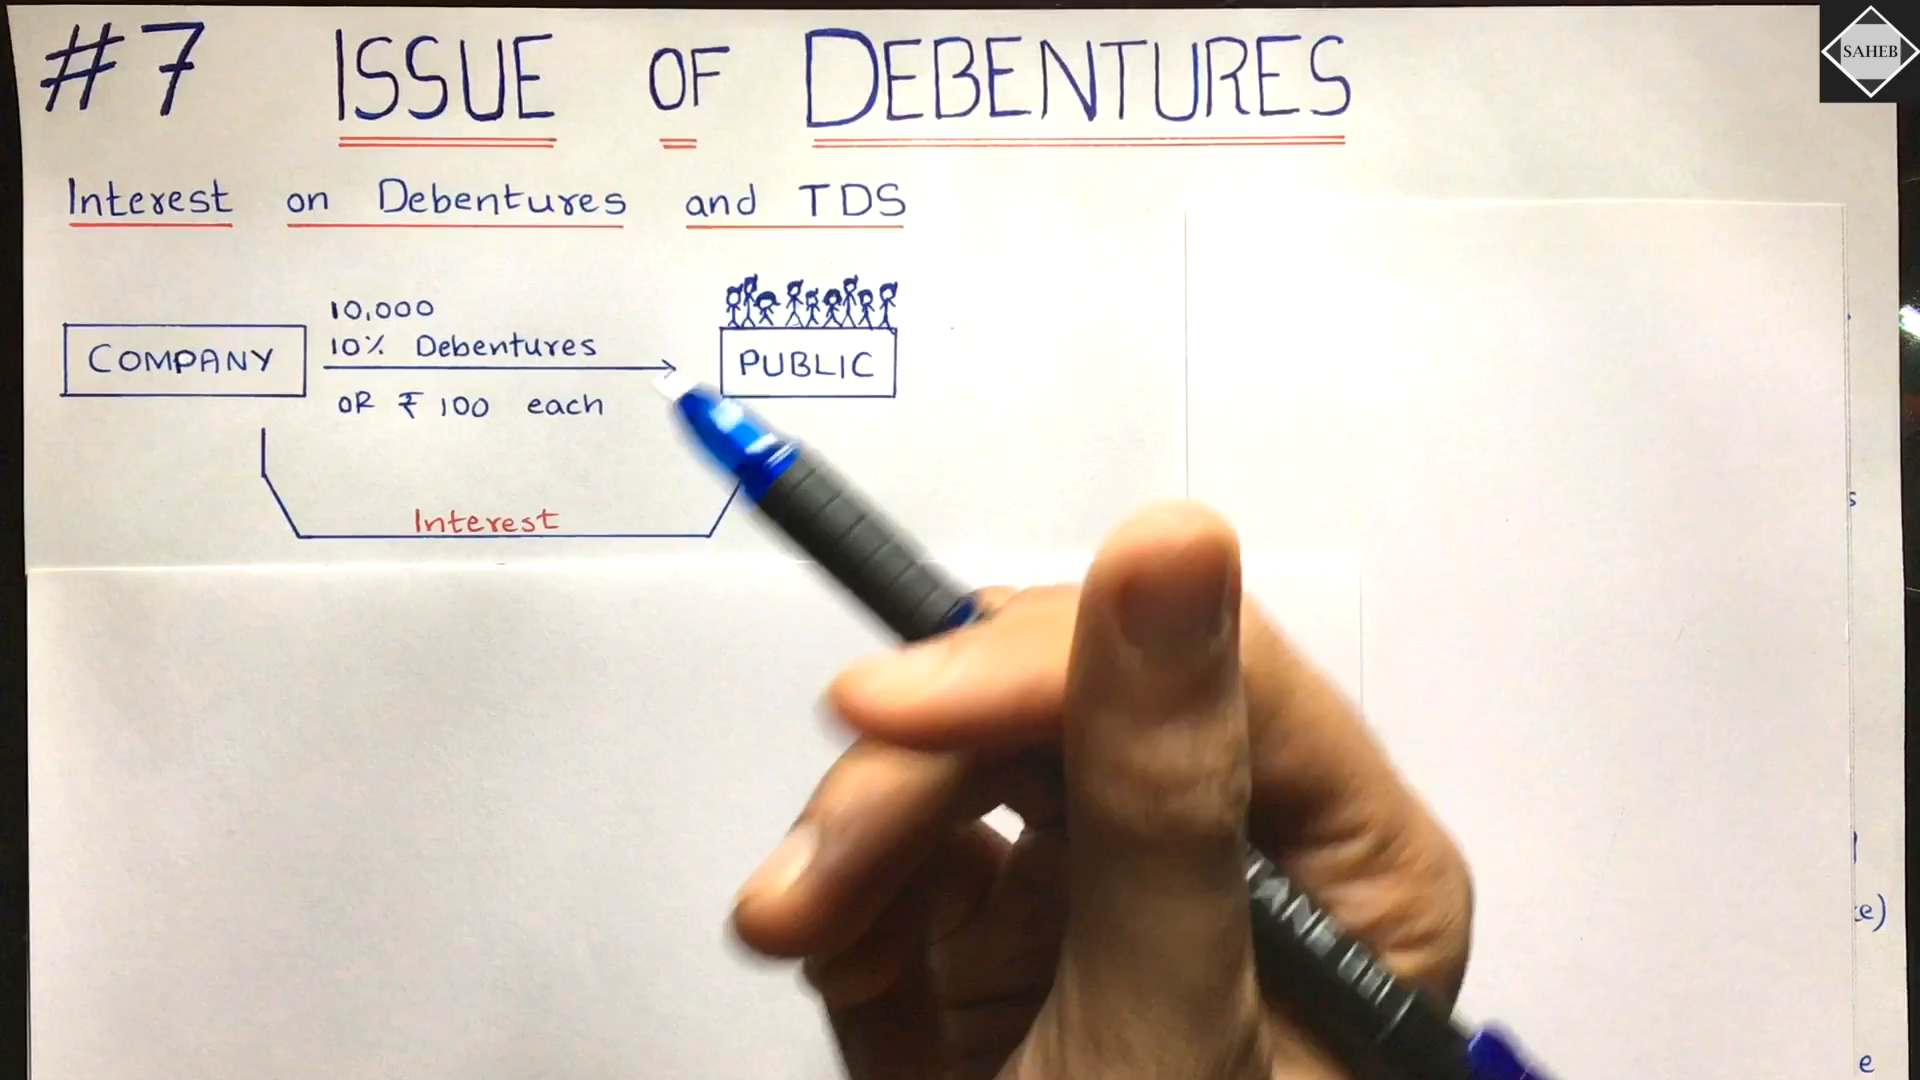 #7 ISSUE OF DEBENTURES
SAHEB
Interest on Debentures and TDS
10,000
10% Debentures
COMPANY
PUBLIC
OR ₹ 100 each
Interest
s
e)
e